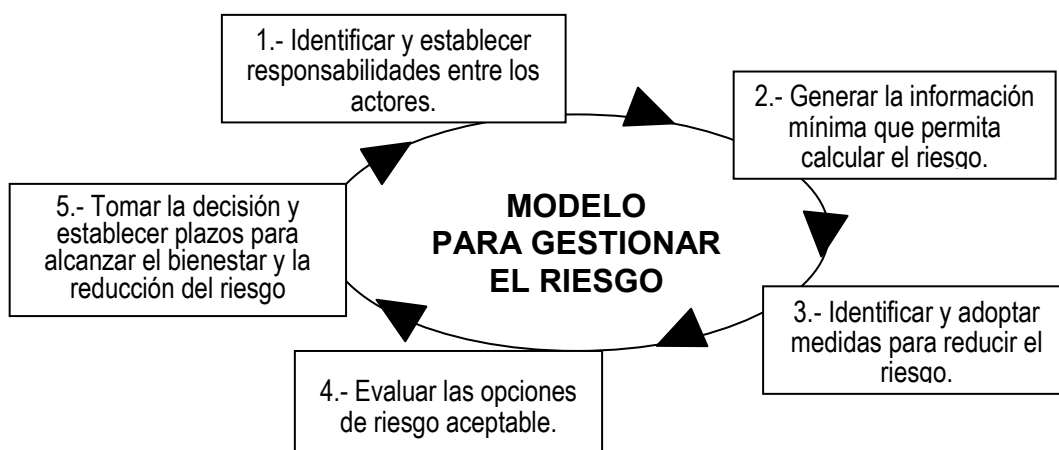 1.- Identificar y establecer
responsabilidades entre los
actores.
2.- Generar la información
mínima que permita
calcular el riesgo.
MODELO
PARA GESTIONAR
EL RIESGO
5.- Tomar la decisión y
establecer plazos para
alcanzar el bienestar y la
reducción del riesgo
3.- Identificar y adoptar
medidas para reducir el
riesgo.
4.- Evaluar las opciones
de riesgo aceptable.